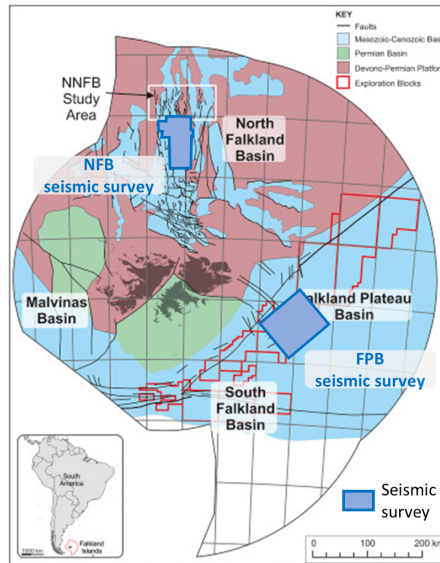 KEY
Faults
Mesozoic-Cenozoic Bas
Permian Basin
Devono-Permian Platfor
Exploration Blocks
NNFB
Study
Area
North
Falkland
Basin
NFB
seismic survey
Malvinas
Basin
alkland Plateau
Basin
FPB
seismic survey
South
Falkland
Basin
South
America
Falkland
Islands
1000 km
Seismic
survey
0 100 200 km